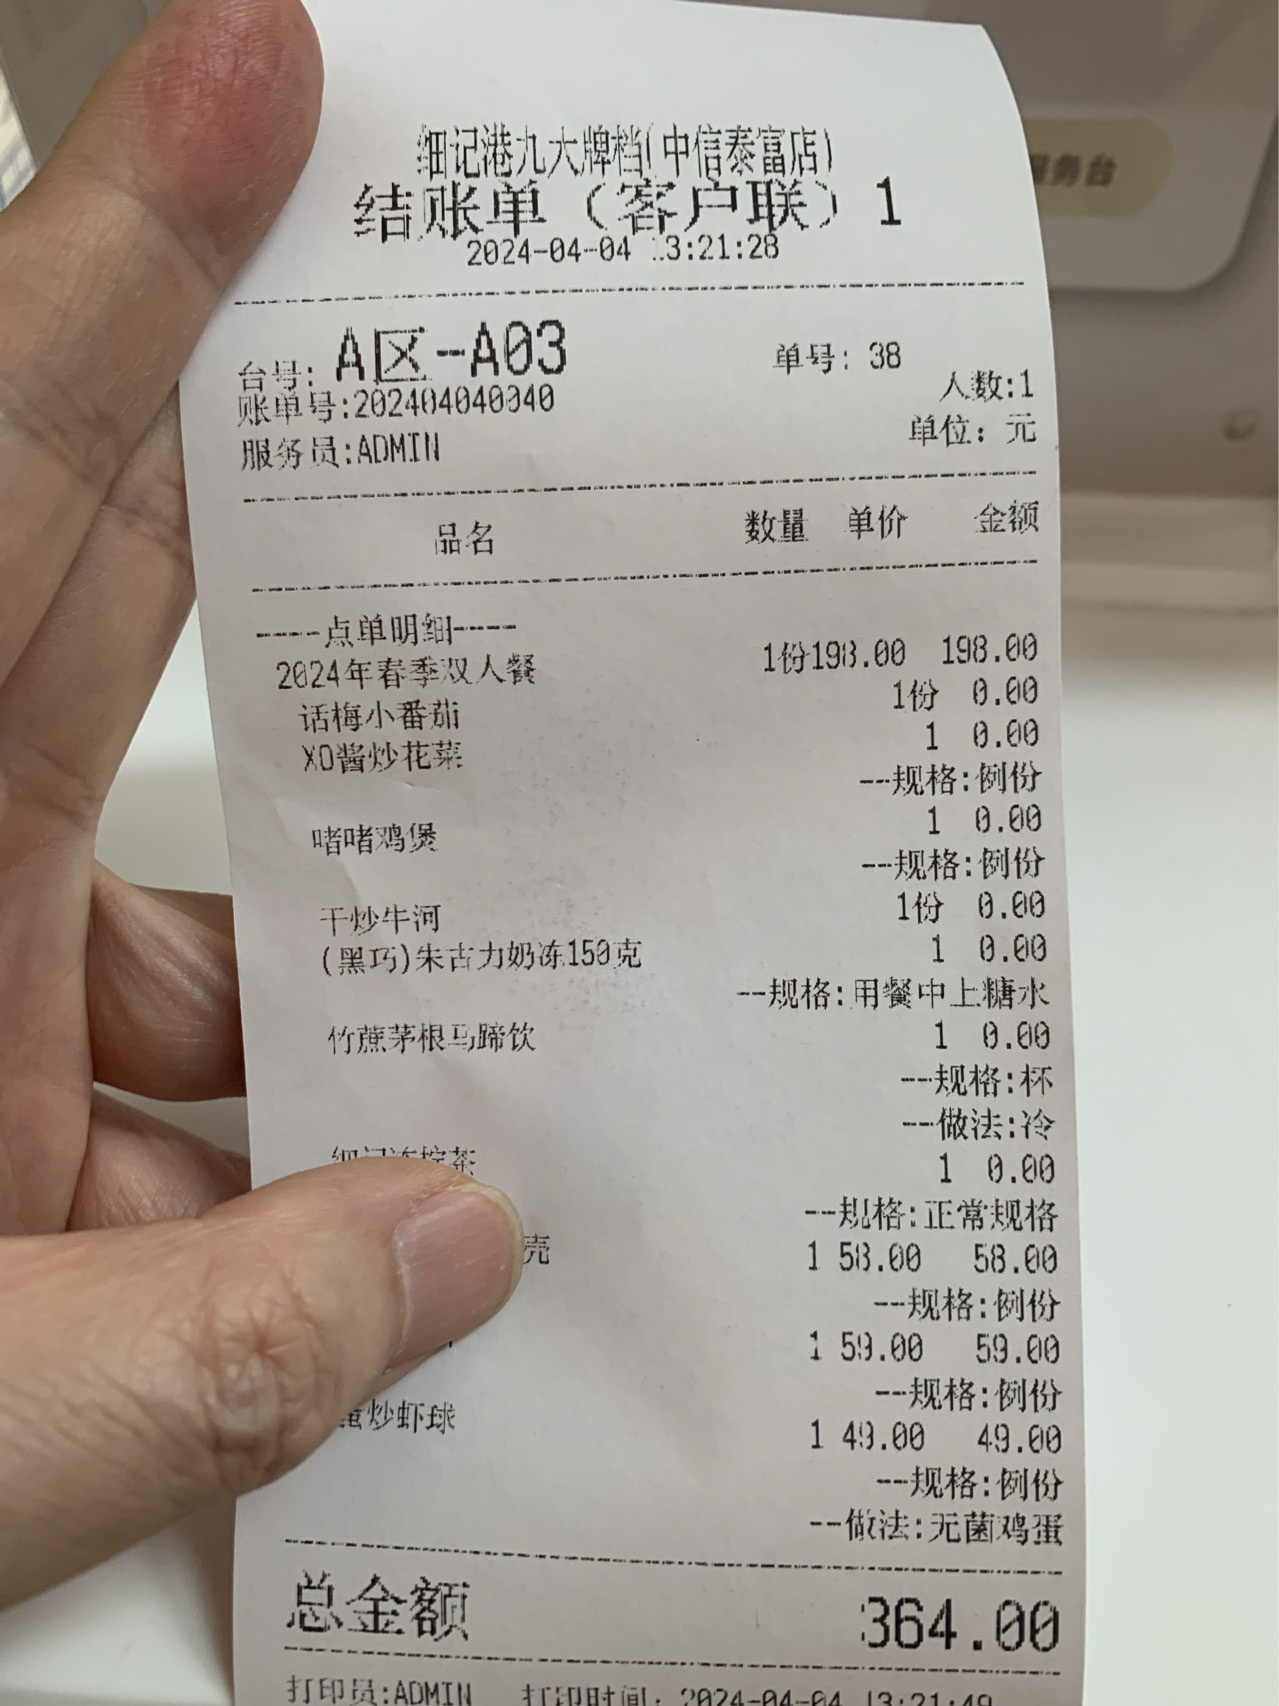 细记港九大牌档(中信泰富店)
结账单（客户联）1
2024-04-04 13:21:28
台号: A区-A03 单号: 38
账单号:202404040040 人数:1
服务员:ADMIN 单位: 元
品名 数量 单价 金额
----点单明细----
2024年春季双人餐 1份198.00 198.00
话梅小番茄 1份 0.00
XO酱炒花菜 1 0.00
--规格:例份
啫啫鸡煲 1 0.00
--规格:例份
干炒牛河 1份 0.00
(黑巧)朱古力奶冻150克 1 0.00
--规格:用餐中上糖水
竹蔗茅根马蹄饮 1 0.00
--规格:杯
--做法:冷
细记 柠茶 1 0.00
--规格:正常规格
壳 1 58.00 58.00
--规格:例份
1 59.00 59.00
--规格:例份
蛋炒虾球 1 49.00 49.00
--规格:例份
--做法:无菌鸡蛋
总金额 364.00
打印员:ADMIN 打印时间: 2024-04-04 13:21:49
服务台